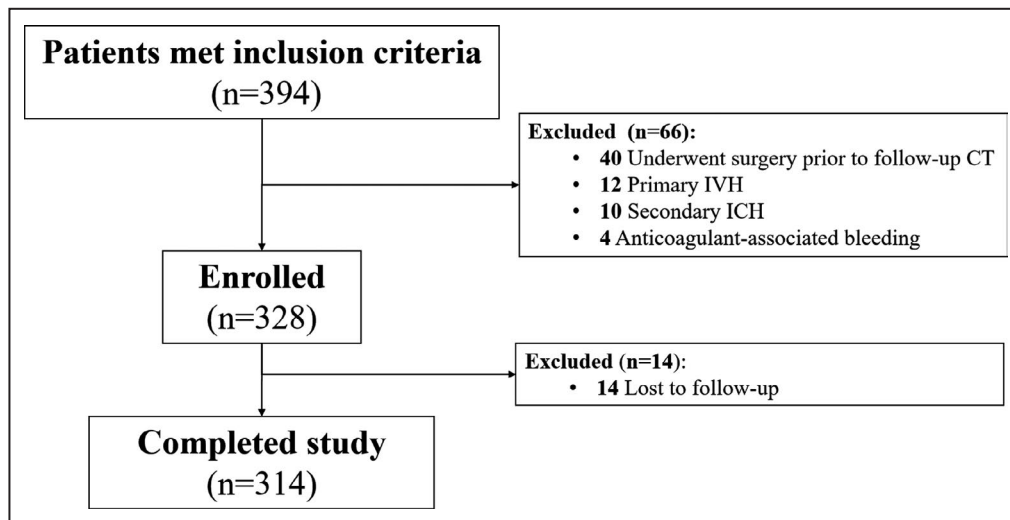 Patients met inclusion criteria
(n=394)
Excluded (n=66):
• 40 Underwent surgery prior to follow-up CT
• 12 Primary IVH
• 10 Secondary ICH
• 4 Anticoagulant-associated bleeding
Enrolled
(n=328)
Excluded (n=14):
• 14 Lost to follow-up
Completed study
(n=314)